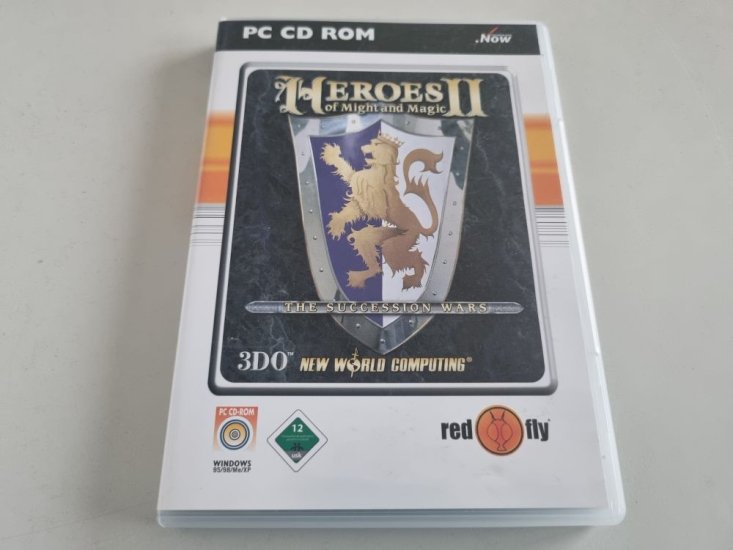 PC CD ROM
.Now
HEROES II
of Might and Magic
THE SUCCESSION WARS
3DO™ NEW WORLD COMPUTING®
PC CD-ROM
12
USK
red fly
WINDOWS
95/98/Me/XP